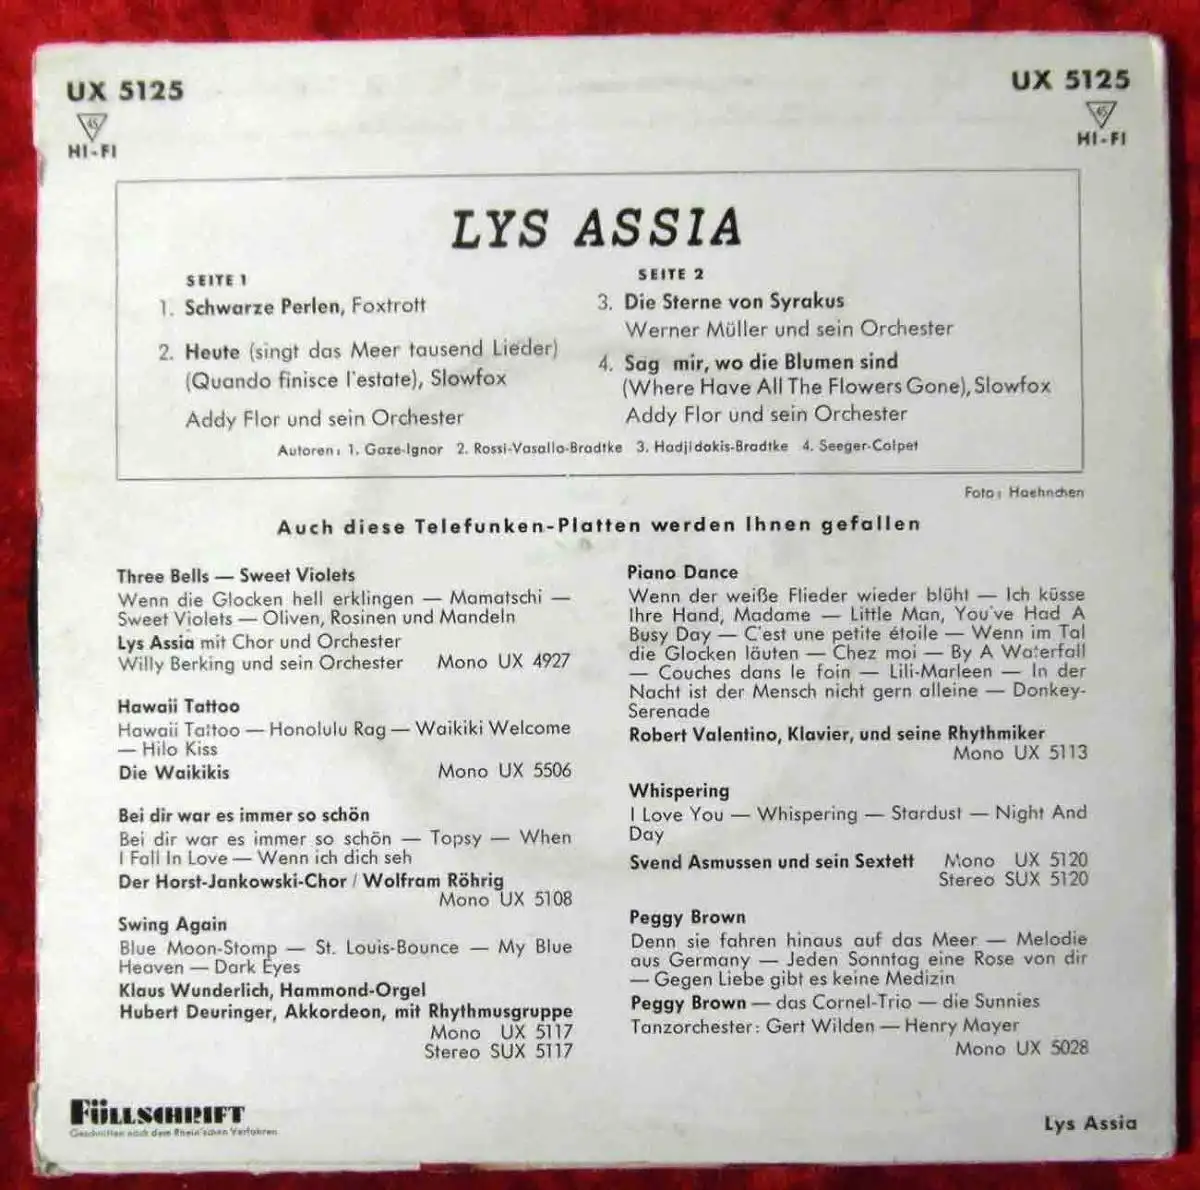 UX 5125
45
HI-FI
UX 5125
45
HI-FI
LYS ASSIA
SEITE 1
1. Schwarze Perlen, Foxtrott
2. Heute (singt das Meer tausend Lieder)
(Quando finisce l'estate), Slowfox
Addy Flor und sein Orchester
SEITE 2
3. Die Sterne von Syrakus
Werner Müller und sein Orchester
4. Sag mir, wo die Blumen sind
(Where Have All The Flowers Gone), Slowfox
Addy Flor und sein Orchester
Autoren: 1. Gaze-Ignor 2. Rossi-Vasallo-Bradtke 3. Hadjidakis-Bradtke 4. Seeger-Colpet
Foto: Haehnchen
Auch diese Telefunken-Platten werden Ihnen gefallen
Three Bells — Sweet Violets
Wenn die Glocken hell erklingen — Mamatschi —
Sweet Violets — Oliven, Rosinen und Mandeln
Lys Assia mit Chor und Orchester
Willy Berking und sein Orchester Mono UX 4927
Hawaii Tattoo
Hawaii Tattoo — Honolulu Rag — Waikiki Welcome
— Hilo Kiss
Die Waikikis Mono UX 5506
Bei dir war es immer so schön
Bei dir war es immer so schön — Topsy — When
I Fall In Love — Wenn ich dich seh
Der Horst-Jankowski-Chor / Wolfram Röhrig
Mono UX 5108
Swing Again
Blue Moon-Stomp — St. Louis-Bounce — My Blue
Heaven — Dark Eyes
Klaus Wunderlich, Hammond-Orgel
Hubert Deuringer, Akkordeon, mit Rhythmusgruppe
Mono UX 5117
Stereo SUX 5117
Piano Dance
Wenn der weiße Flieder wieder blüht — Ich küsse
Ihre Hand, Madame — Little Man, You've Had A
Busy Day — C'est une petite étoile — Wenn im Tal
die Glocken läuten — Chez moi — By A Waterfall
— Couches dans le foin — Lili-Marleen — In der
Nacht ist der Mensch nicht gern alleine — Donkey-
Serenade
Robert Valentino, Klavier, und seine Rhythmiker
Mono UX 5113
Whispering
I Love You — Whispering — Stardust — Night And
Day
Svend Asmussen und sein Sextett Mono UX 5120
Stereo SUX 5120
Peggy Brown
Denn sie fahren hinaus auf das Meer — Melodie
aus Germany — Jeden Sonntag eine Rose von dir
— Gegen Liebe gibt es keine Medizin
Peggy Brown — das Cornel-Trio — die Sunnies
Tanzorchester: Gert Wilden — Henry Mayer
Mono UX 5028
FÜLLSCHRIFT
Geschnitten nach dem Rhein'schen Verfahren
Lys Assia